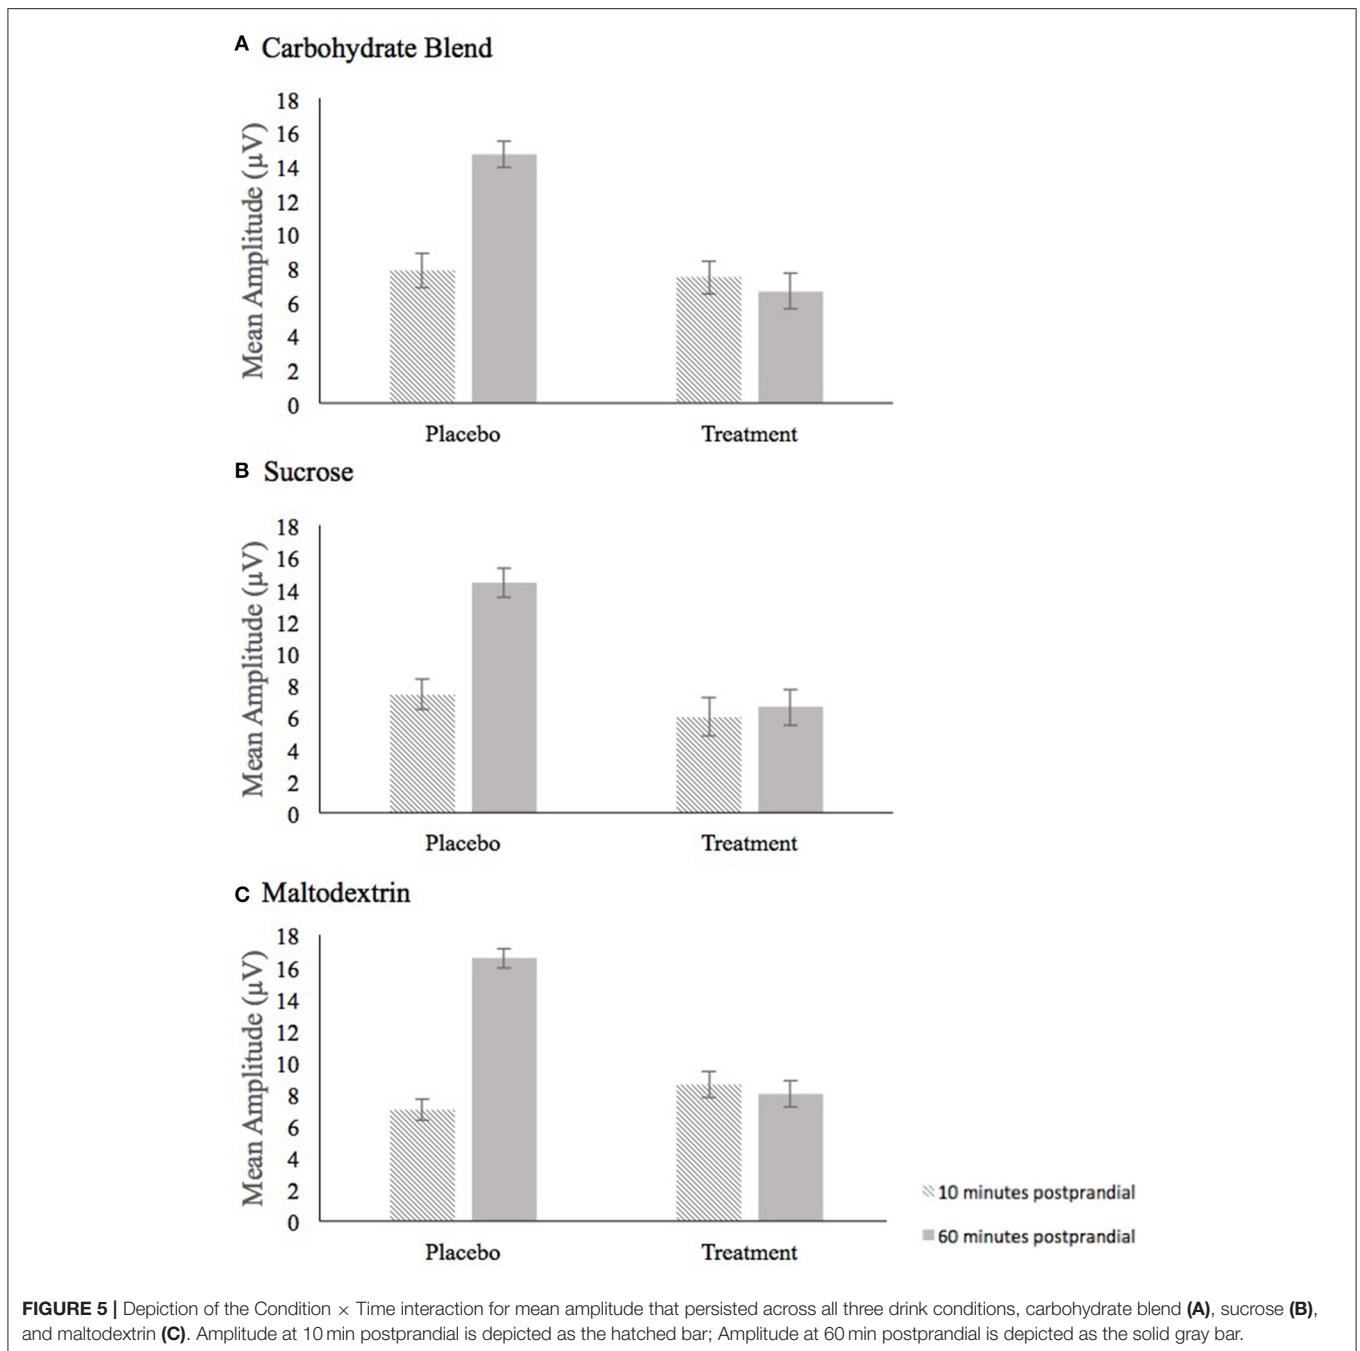 A Carbohydrate Blend
Mean Amplitude (µV)
18
16
14
12
10
8
6
4
2
0
Placebo Treatment
B Sucrose
Mean Amplitude (µV)
18
16
14
12
10
8
6
4
2
0
Placebo Treatment
C Maltodextrin
Mean Amplitude (µV)
18
16
14
12
10
8
6
4
2
0
Placebo Treatment
10 minutes postprandial
60 minutes postprandial
FIGURE 5 | Depiction of the Condition × Time interaction for mean amplitude that persisted across all three drink conditions, carbohydrate blend (A), sucrose (B),
and maltodextrin (C). Amplitude at 10 min postprandial is depicted as the hatched bar; Amplitude at 60 min postprandial is depicted as the solid gray bar.